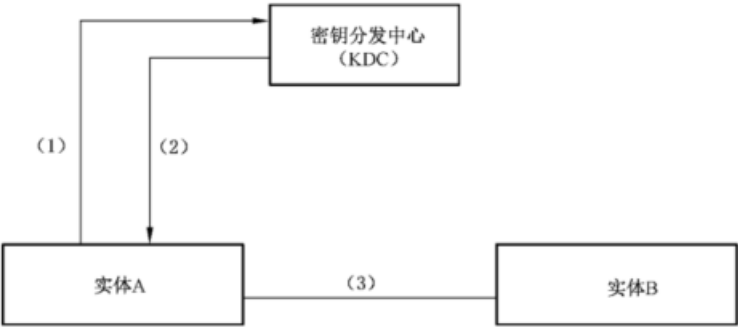 密钥分发中心
（KDC）
（1）
（2）
实体A
（3）
实体B